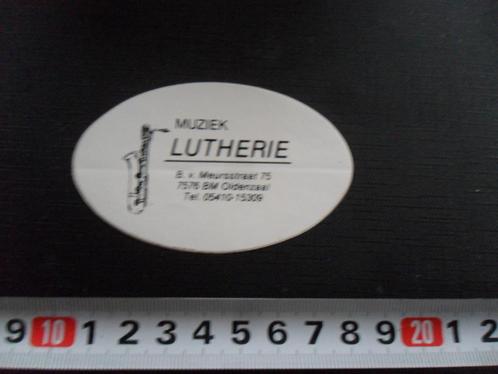 MUZIEK
LUTHERIE
B. v. Meursstraat 75
7576 BM Oldenzaal
Tel. 05410-15309
9 10 1 2 3 4 5 6 7 8 9 20 1 2